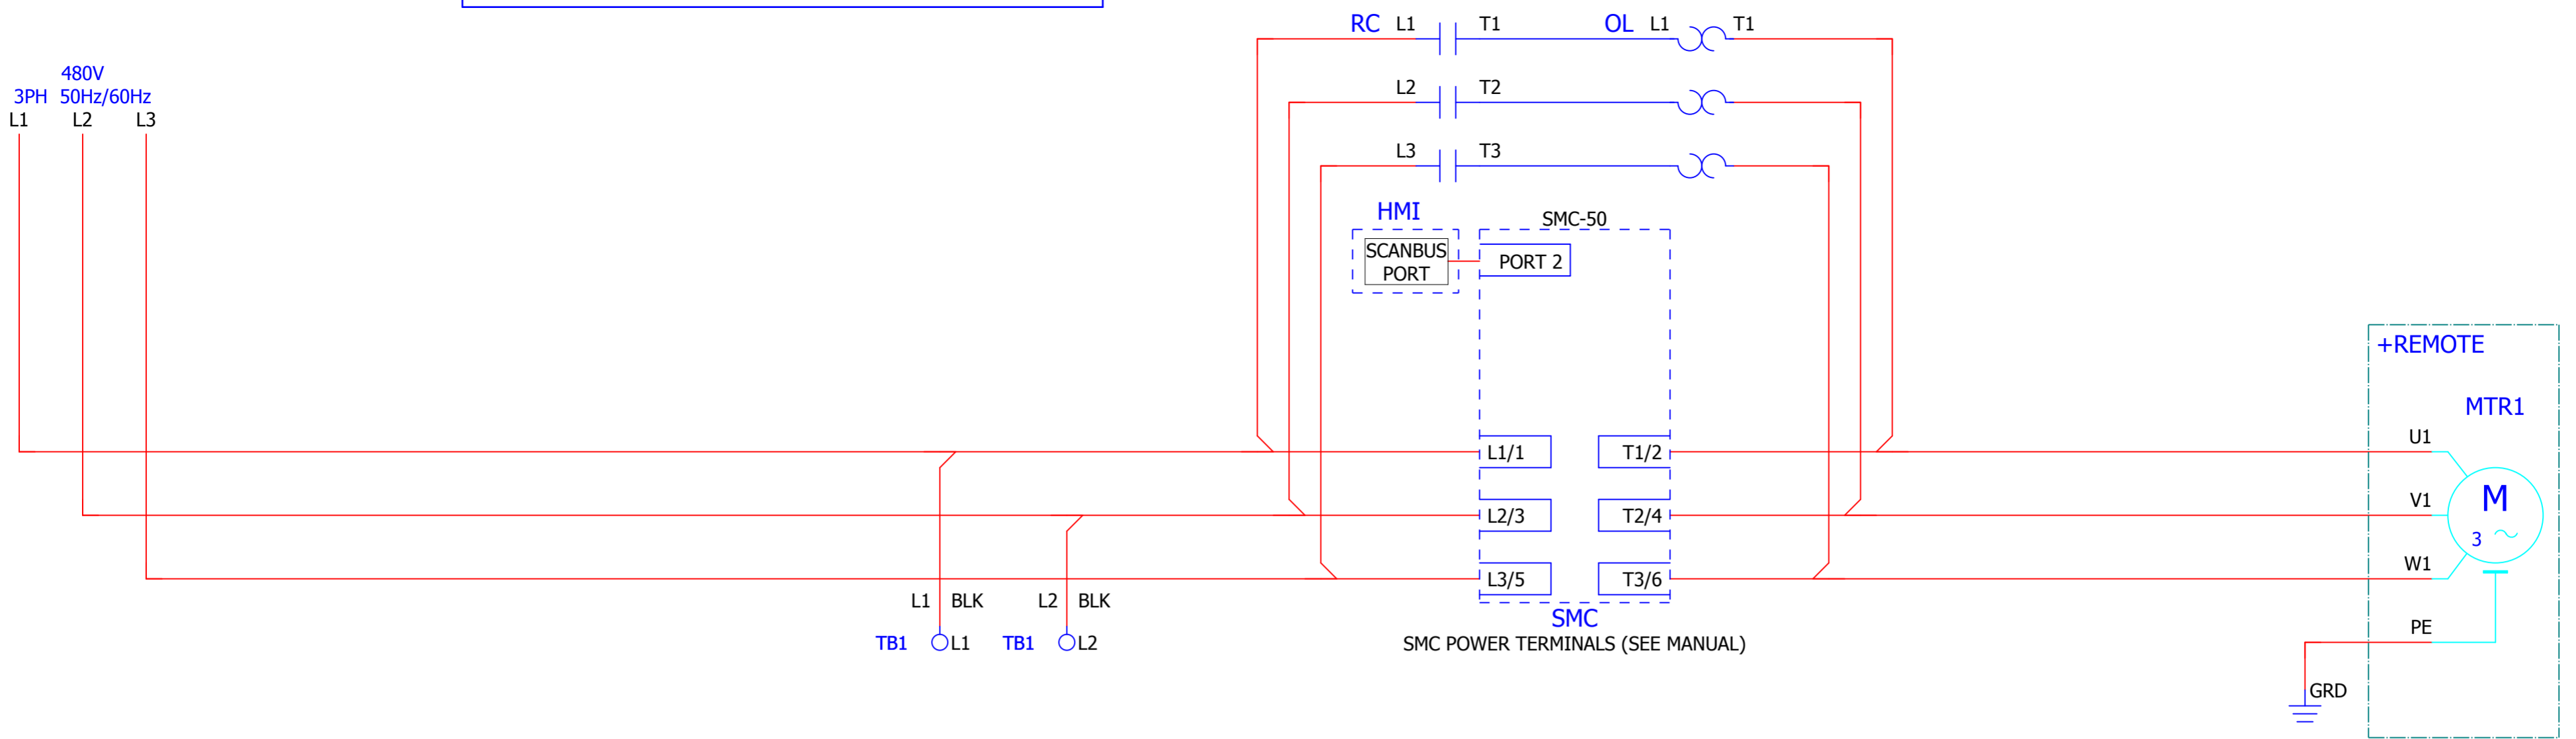 RC L1 T1 OL L1 T1
480V
3PH 50Hz/60Hz
L1 L2 L3
L2 T2
L3 T3
HMI
SMC-50
SCANBUS
PORT
PORT 2
+REMOTE
MTR1
U1
L1/1 T1/2
V1
M
L2/3 T2/4
3
W1
L3/5 T3/6
L1 BLK L2 BLK
SMC
PE
TB1 L1 TB1 L2
SMC POWER TERMINALS (SEE MANUAL)
GRD